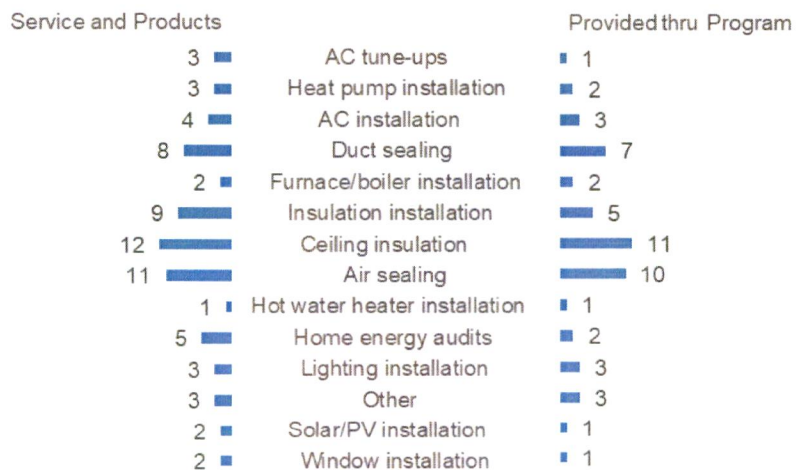 Service and Products Provided thru Program
3 AC tune-ups 1
3 Heat pump installation 2
4 AC installation 3
8 Duct sealing 7
2 Furnace/boiler installation 2
9 Insulation installation 5
12 Ceiling insulation 11
11 Air sealing 10
1 Hot water heater installation 1
5 Home energy audits 2
3 Lighting installation 3
3 Other 3
2 Solar/PV installation 1
2 Window installation 1